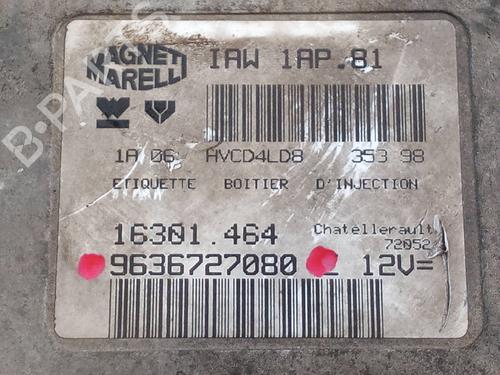 MAGNETI MARELLI
IAW 1AP.81
1A 06 AVCD4LD8 353 98
ETIQUETTE BOITIER D'INJECTION
16301.464 Chatellerault
72052
9636727080 12V=
B-PARTS